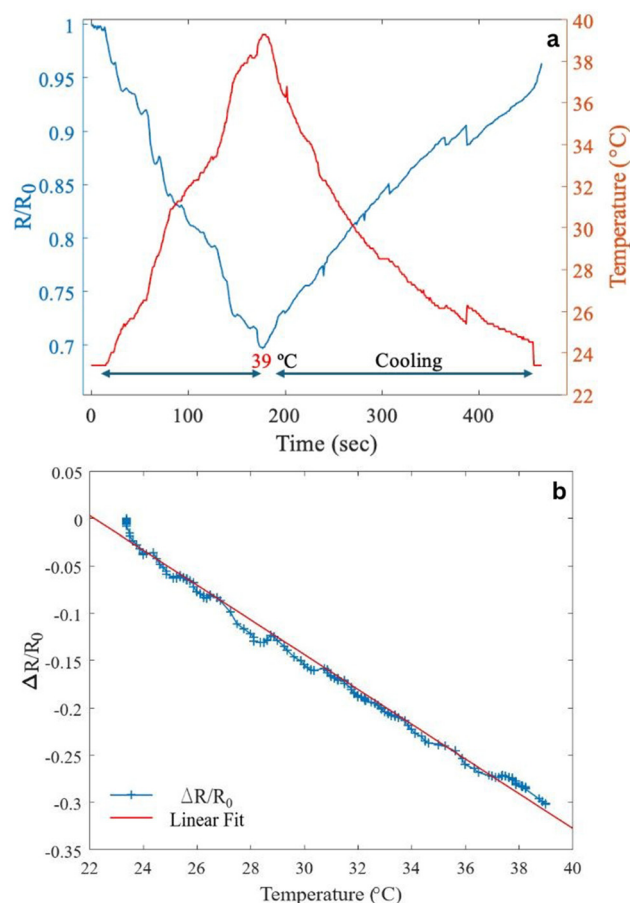 a
1
0.95
0.9
0.85
0.8
0.75
0.7
R/R0
40
38
36
34
32
30
28
26
24
22
Temperature (°C)
39 °C
Cooling
0 100 200 300 400
Time (sec)
b
0.05
0
-0.05
-0.1
-0.15
-0.2
-0.25
-0.3
-0.35
ΔR/R0
ΔR/R0
Linear Fit
22 24 26 28 30 32 34 36 38 40
Temperature (°C)